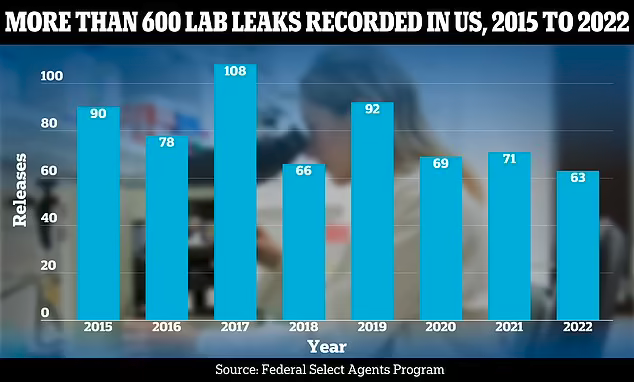 MORE THAN 600 LAB LEAKS RECORDED IN US, 2015 TO 2022
Releases
100
80
60
40
20
0
90
78
108
66
92
69
71
63
2015 2016 2017 2018 2019 2020 2021 2022
Year
Source: Federal Select Agents Program